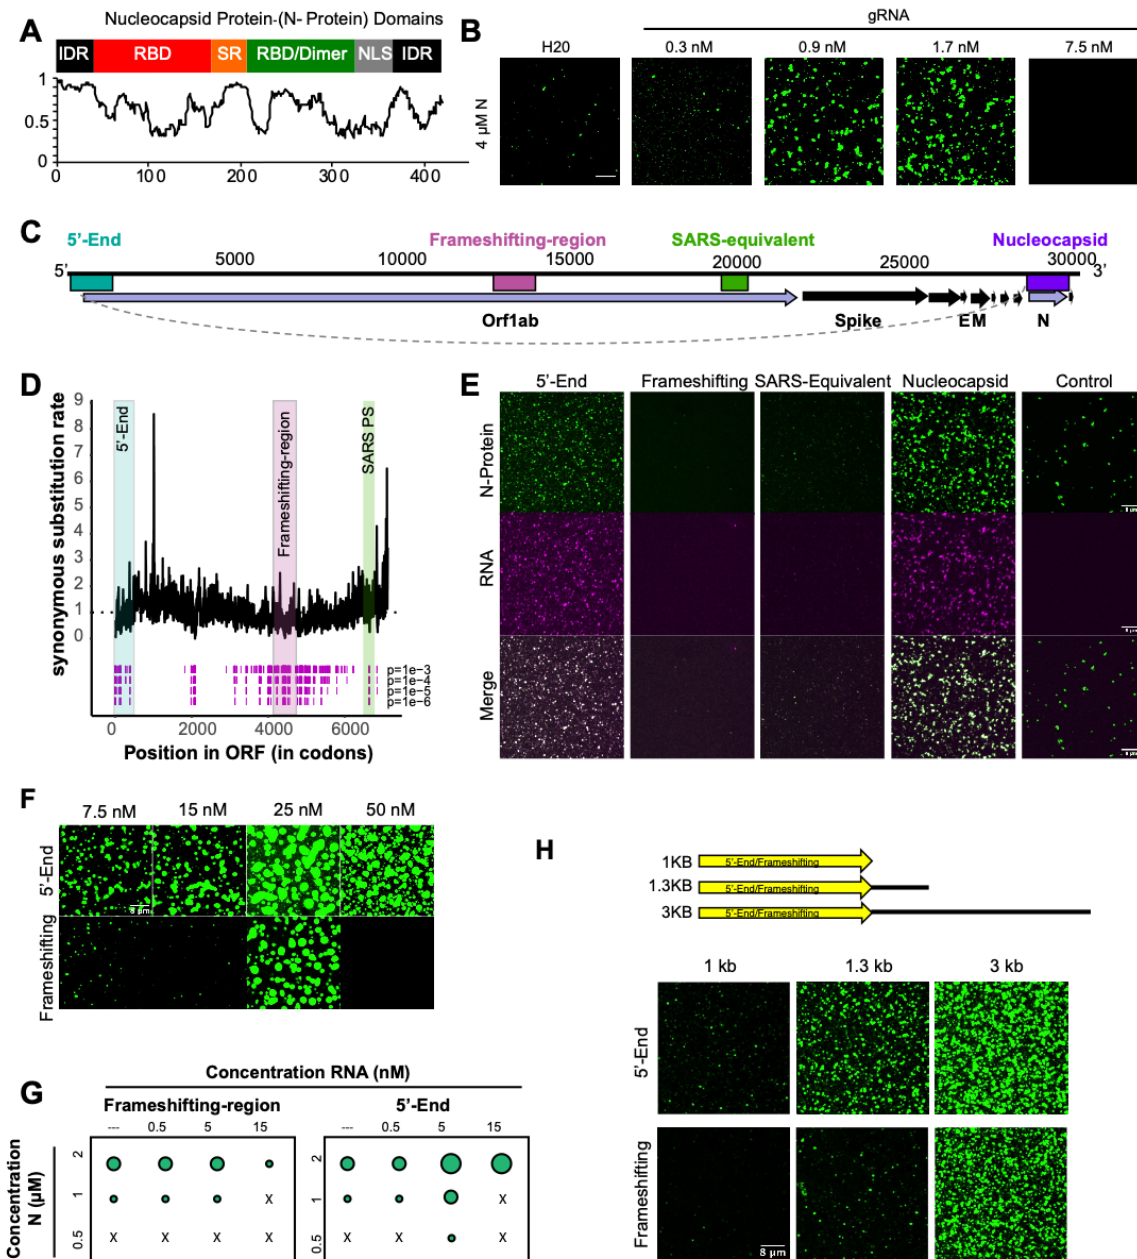 A
Nucleocapsid Protein-(N- Protein) Domains
IDR RBD SR RBD/Dimer NLS IDR
1
0.5
0
0 100 200 300 400
B
gRNA
H20 0.3 nM 0.9 nM 1.7 nM 7.5 nM
4 µM N
C
5'-End Frameshifting-region SARS-equivalent Nucleocapsid
5' 5000 10000 15000 20000 25000 30000 3'
Orf1ab Spike E M N
D
synonymous substitution rate
9
8
7
6
5
4
3
2
1
0
5'-End
Frameshifting-region
SARS PS
p=1e-3
p=1e-4
p=1e-5
p=1e-6
0 2000 4000 6000
Position in ORF (in codons)
E
5'-End Frameshifting SARS-Equivalent Nucleocapsid Control
N-Protein
8 µm
RNA
8 µm
Merge
8 µm
F
7.5 nM 15 nM 25 nM 50 nM
5'-End
8 µm
Frameshifting
G
Concentration RNA (nM)
Frameshifting-region 5'-End
--- 0.5 5 15 --- 0.5 5 15
Concentration
N (µM)
2 2
1 X 1 X
0.5 X X X X 0.5 X X X
H
1KB 5'-End/Frameshifting
1.3KB 5'-End/Frameshifting
3KB 5'-End/Frameshifting
1 kb 1.3 kb 3 kb
5'-End
Frameshifting
8 µm